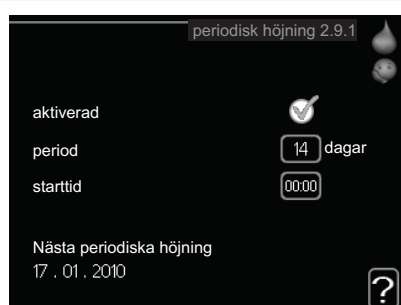 periodisk höjning 2.9.1
aktiverad
period 14 dagar
starttid 00:00
Nästa periodiska höjning
17 . 01 . 2010
?